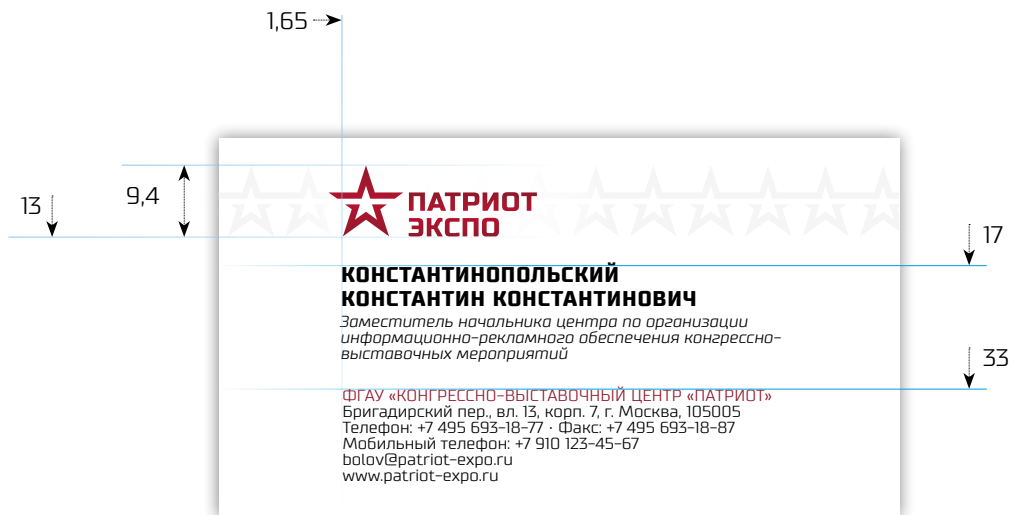 1,65
9,4
13
ПАТРИОТ
ЭКСПО
17
КОНСТАНТИНОПОЛЬСКИЙ
КОНСТАНТИН КОНСТАНТИНОВИЧ
Заместитель начальника центра по организации
информационно-рекламного обеспечения конгрессно-
выставочных мероприятий
33
ФГАУ «КОНГРЕССНО-ВЫСТАВОЧНЫЙ ЦЕНТР «ПАТРИОТ»
Бригадирский пер., вл. 13, корп. 7, г. Москва, 105005
Телефон: +7 495 693-18-77 · Факс: +7 495 693-18-87
Мобильный телефон: +7 910 123-45-67
bolov@patriot-expo.ru
www.patriot-expo.ru